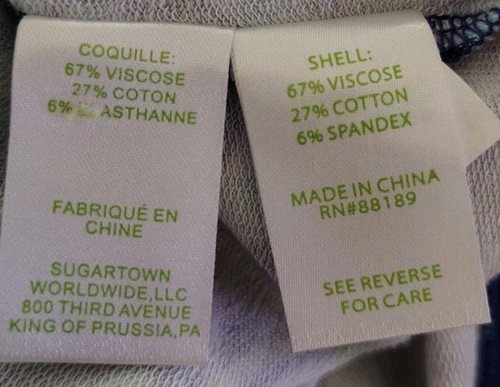 COQUILLE:
67% VISCOSE
27% COTON
6% ASTHANNE
FABRIQUÉ EN
CHINE
SUGARTOWN
WORLDWIDE,LLC
800 THIRD AVENUE
KING OF PRUSSIA,PA
SHELL:
67% VISCOSE
27% COTTON
6% SPANDEX
MADE IN CHINA
RN#88189
SEE REVERSE
FOR CARE